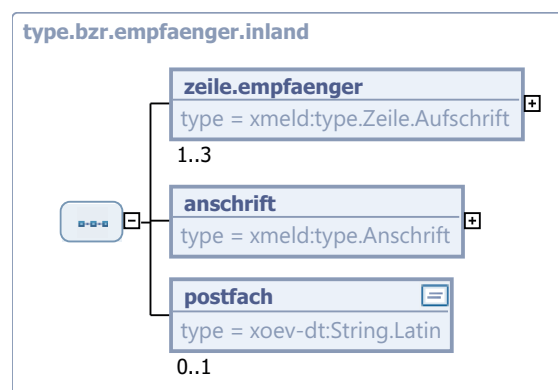 type.bzr.empfaenger.inland
zeile.empfaenger
type = xmeld:type.Zeile.Aufschrift
1..3
anschrift
type = xmeld:type.Anschrift
postfach
type = xoev-dt:String.Latin
0..1